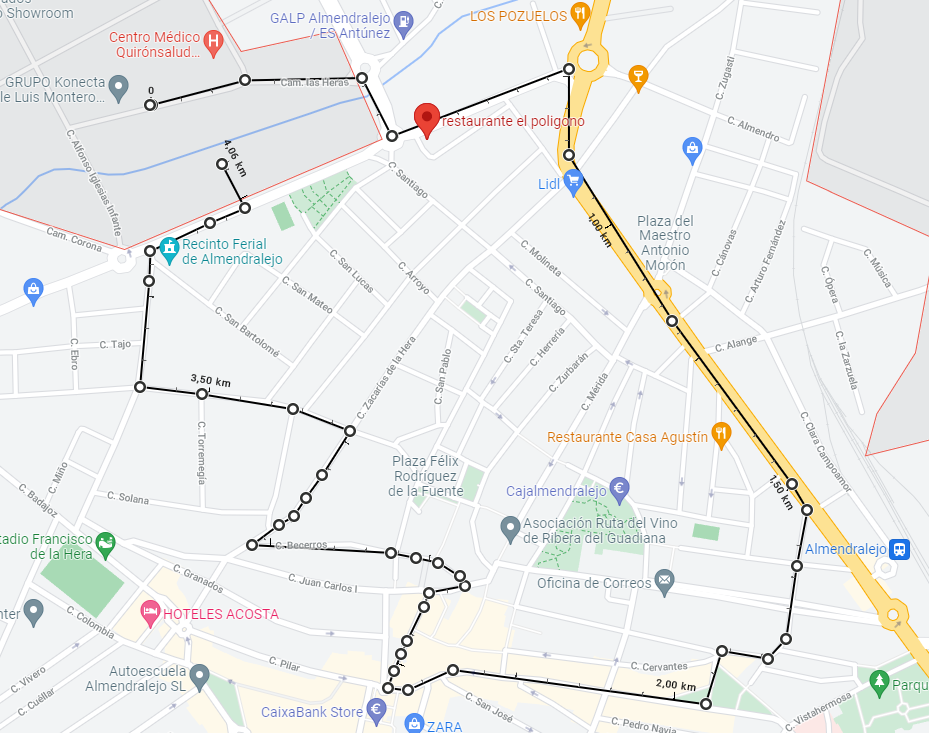 o Showroom
GALP Almendralejo
/ ES Antúnez
LOS POZUELOS
Centro Médico
Quirónsalud...
GRUPO Konecta
le Luis Montero...
0
Cam. las Heras
C. Zugasti
C. Almendro
restaurante el poligono
C. Alfonso Iglesias Infante
4,06 km
C. Santiago
Lidl
1,00 km
Plaza del
Maestro
Antonio
Morón
C. Cánovas
C. Arturo Fernández
Cam. Corona
Recinto Ferial
de Almendralejo
C. San Lucas
C. Arroyo
C. Molineta
C. Santiago
C. Música
C. Ópera
C. San Mateo
C. San Bartolomé
C. Ebro
C. Tajo
C. Zacarías de la Hera
C. San Pablo
C. Sta. Teresa
C. Herrería
C. Zurbarán
C. Mérida
C. Alange
C. la Zarzuela
3,50 km
C. Torremegía
C. Clara Campoamor
Restaurante Casa Agustín
C. Miño
C. Badajoz
C. Solana
Plaza Félix
Rodríguez
de la Fuente
Cajalmendralejo
1,50 km
Asociación Ruta del Vino
de Ribera del Guadiana
Almendralejo
tadio Francisco
de la Hera
C. Becerros
C. Granados
C. Juan Carlos I
Oficina de Correos
nter
HOTELES ACOSTA
C. Colombia
C. Vivero
C. Cuéllar
Autoescuela
Almendralejo SL
C. Pilar
C. Cervantes
2,00 km
Parqu
CaixaBank Store
ZARA
C. San José
C. Pedro Navia
C. Vistahermosa